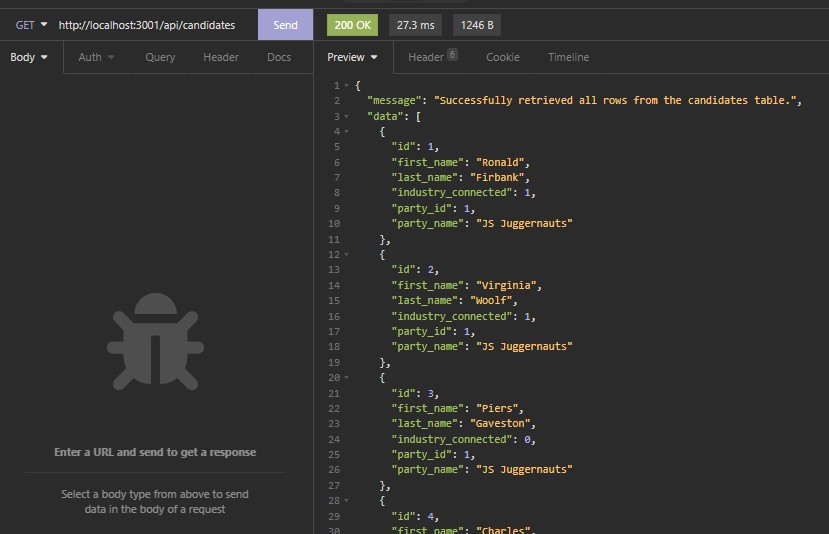 GET http://localhost:3001/api/candidates Send 200 OK 27.3 ms 1246 B
Body Auth Query Header Docs Preview Header 6 Cookie Timeline
Enter a URL and send to get a response
Select a body type from above to send
data in the body of a request
1 {
2 "message": "Successfully retrieved all rows from the candidates table.",
3 "data": [
4 {
5 "id": 1,
6 "first_name": "Ronald",
7 "last_name": "Firbank",
8 "industry_connected": 1,
9 "party_id": 1,
10 "party_name": "JS Juggernauts"
11 },
12 {
13 "id": 2,
14 "first_name": "Virginia",
15 "last_name": "Woolf",
16 "industry_connected": 1,
17 "party_id": 1,
18 "party_name": "JS Juggernauts"
19 },
20 {
21 "id": 3,
22 "first_name": "Piers",
23 "last_name": "Gaveston",
24 "industry_connected": 0,
25 "party_id": 1,
26 "party_name": "JS Juggernauts"
27 },
28 {
29 "id": 4,
30 "first_name": "Charles",